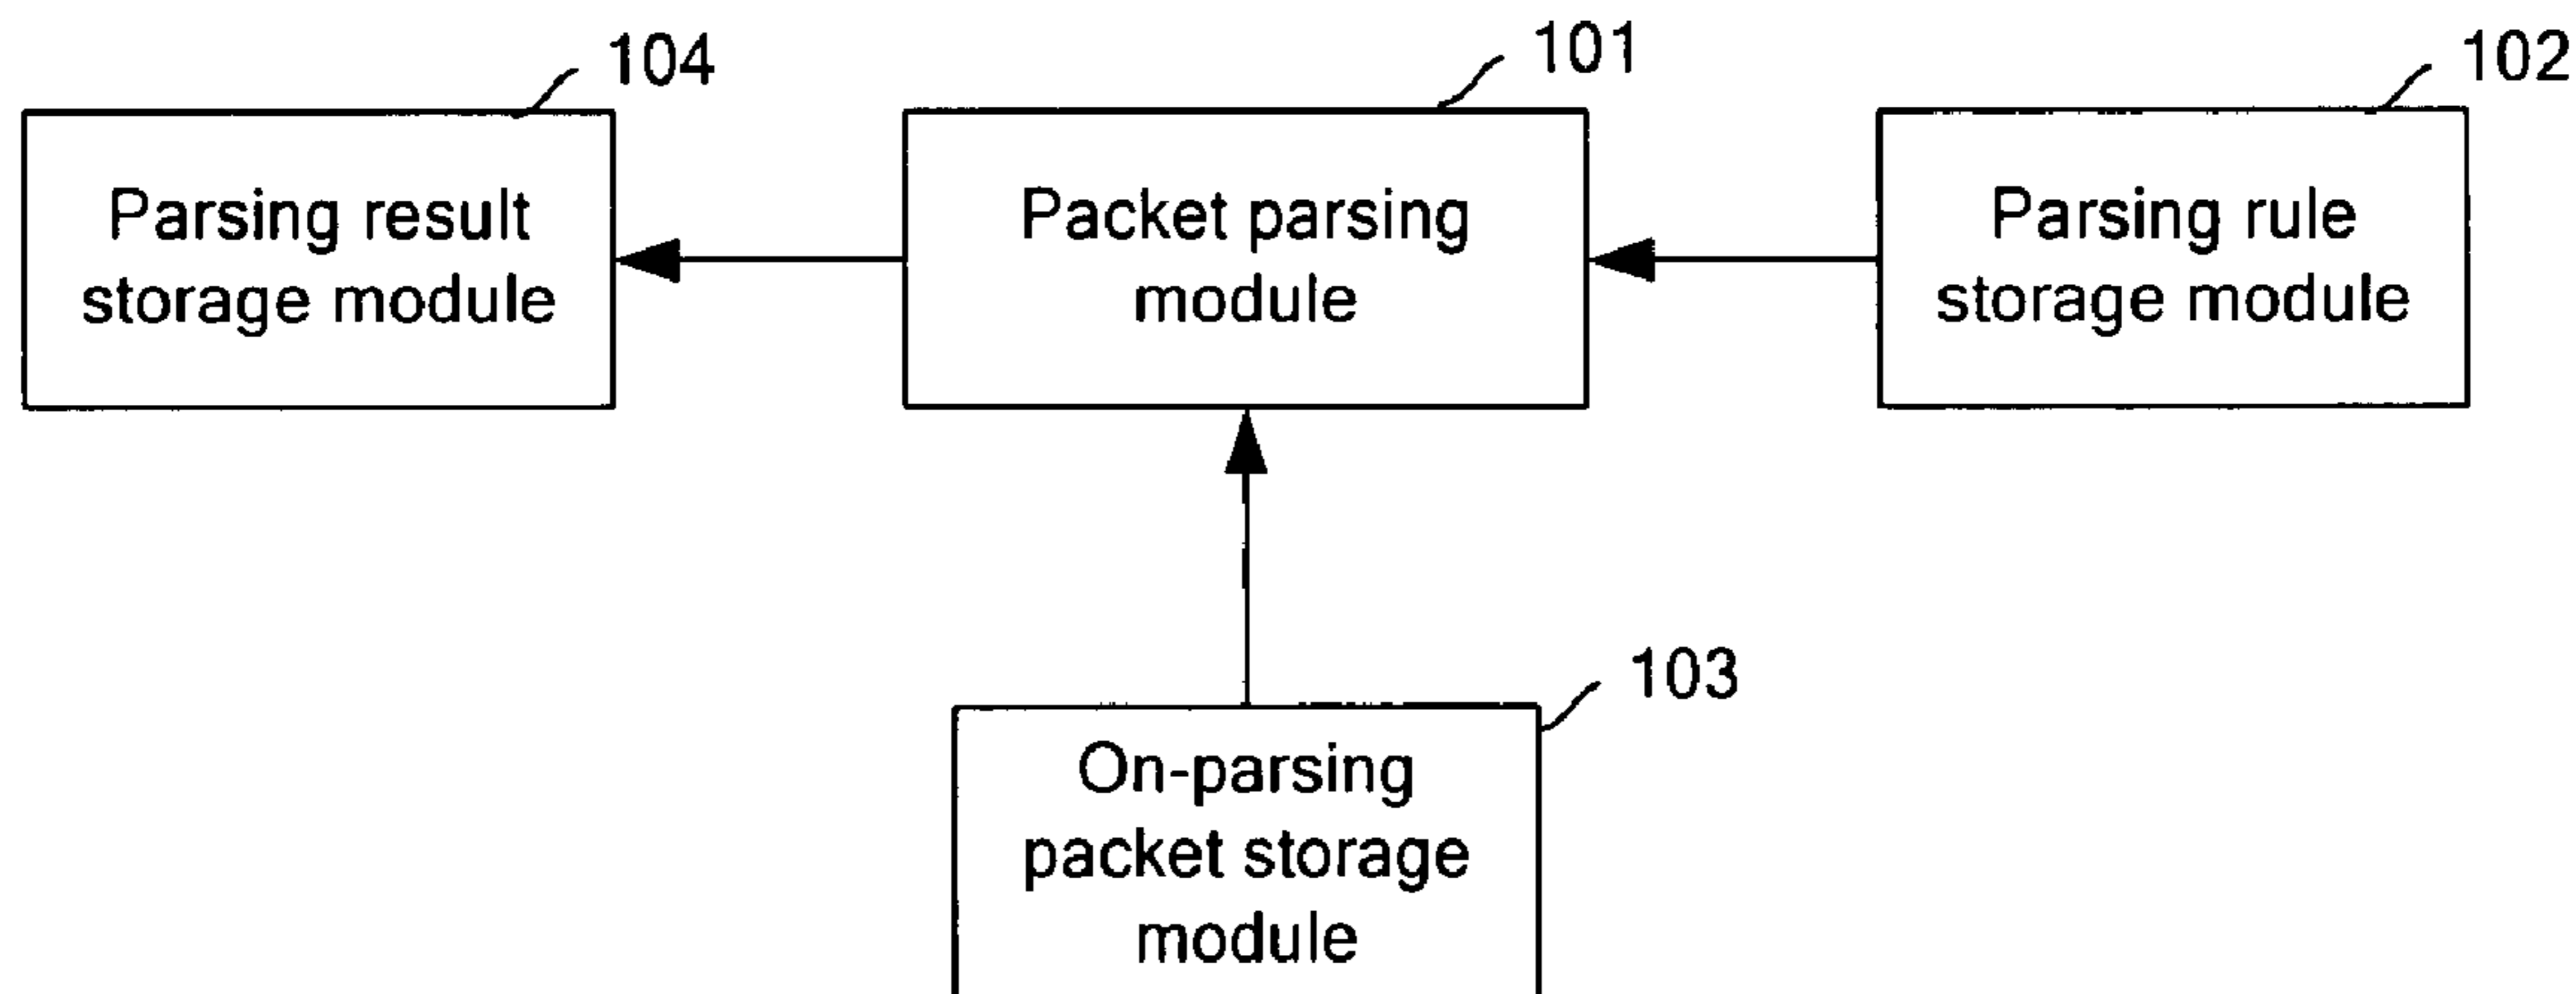 104
101
102
Parsing result
storage module
Packet parsing
module
Parsing rule
storage module
103
On-parsing
packet storage
module